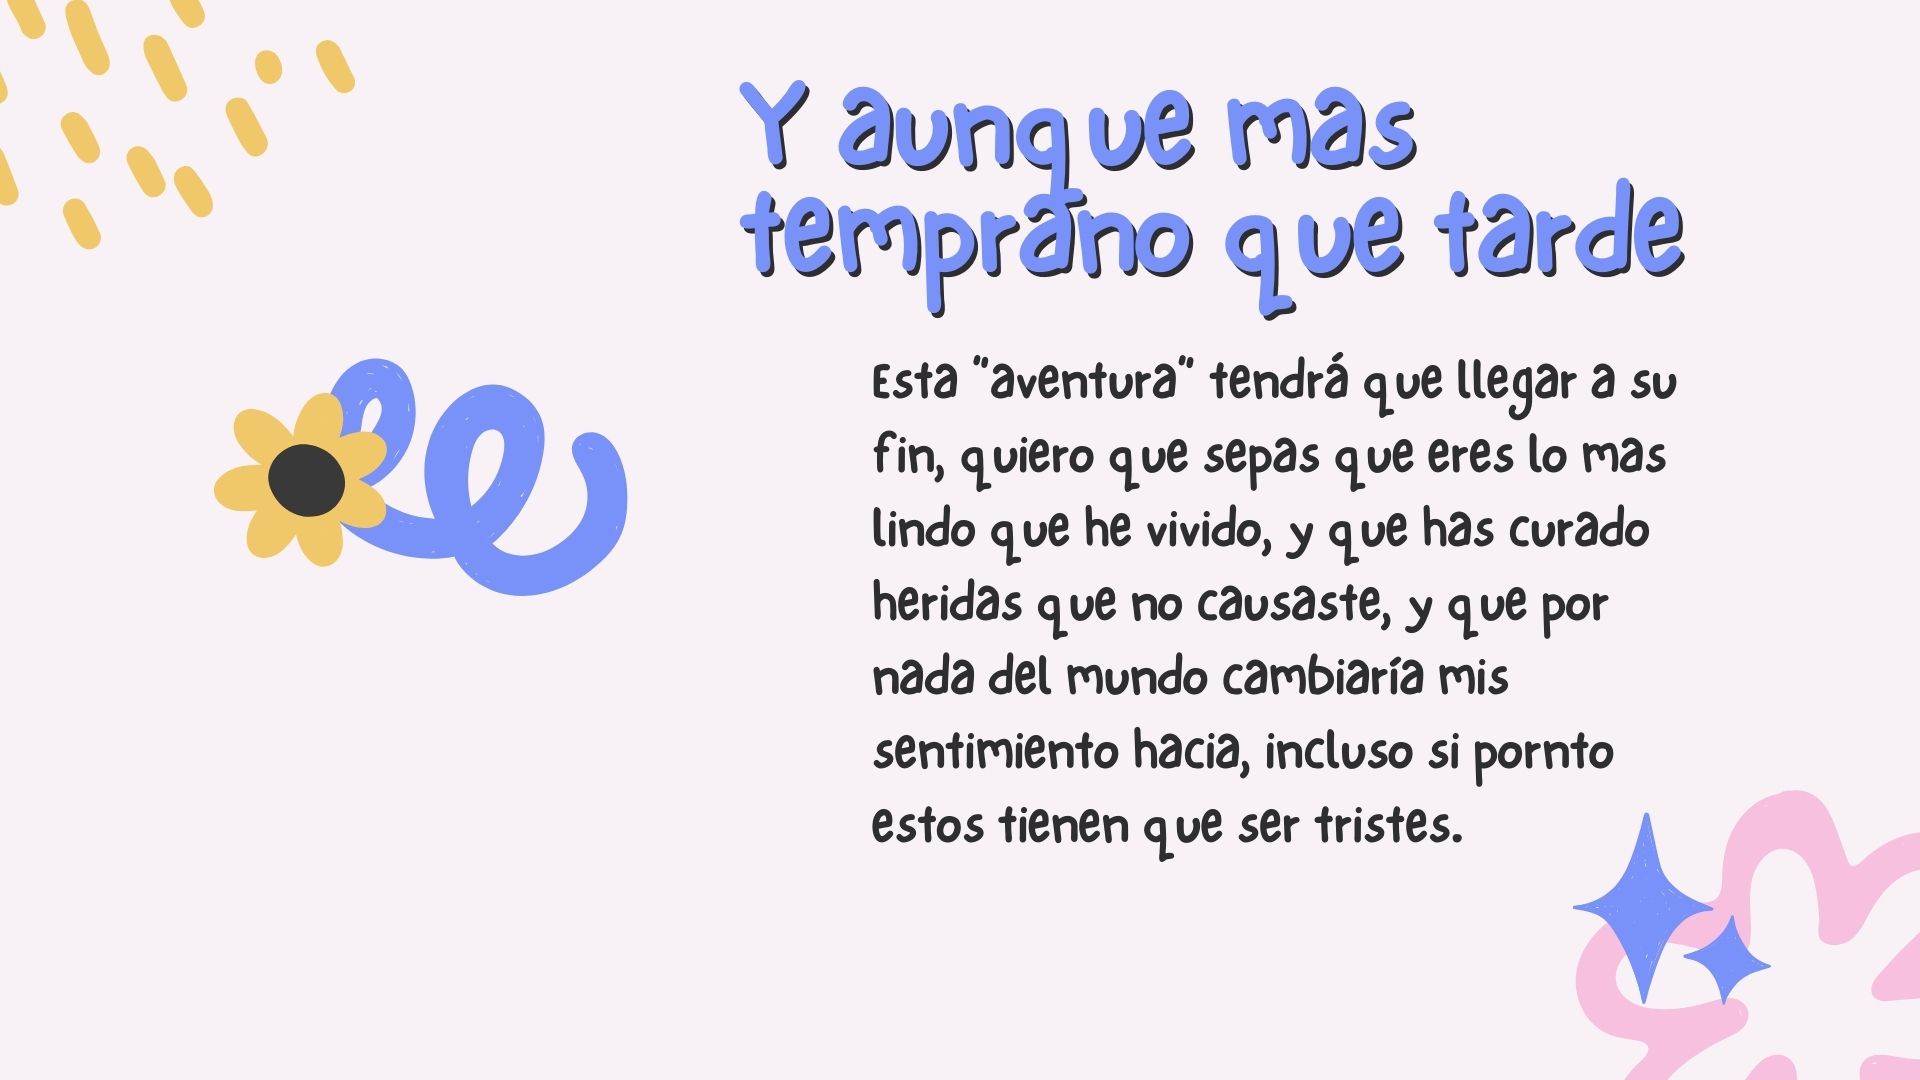 Y aunque mas
temprano que tarde
Esta "aventura" tendrá que llegar a su
fin, quiero que sepas que eres lo mas
lindo que he vivido, y que has curado
heridas que no causaste, y que por
nada del mundo cambiaría mis
sentimiento hacia, incluso si pornto
estos tienen que ser tristes.